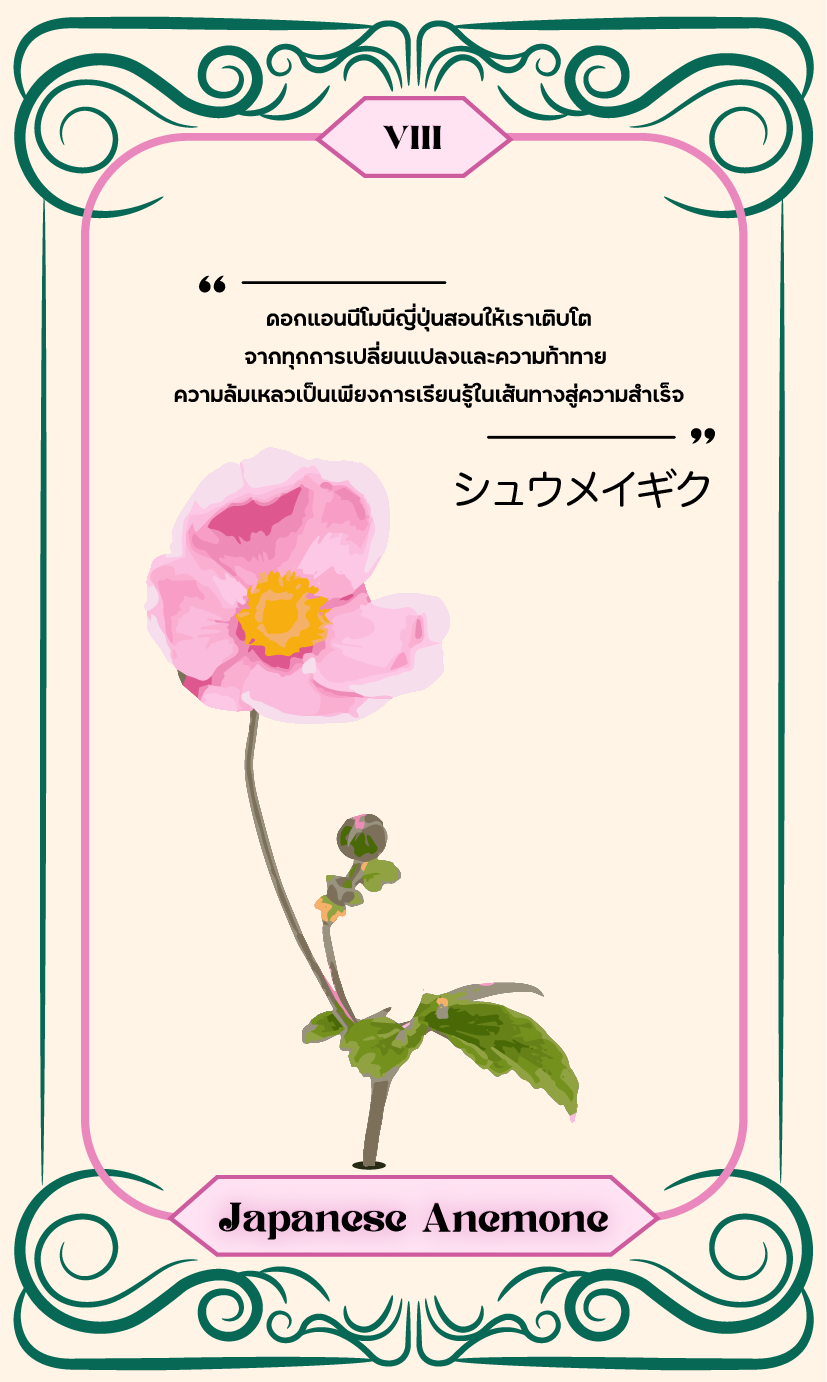 VIII
“
ดอกแอนนีโมนีญี่ปุ่นสอนให้เราเติบโต
จากทุกการเปลี่ยนแปลงและความท้าทาย
ความล้มเหลวเป็นเพียงการเรียนรู้ในเส้นทางสู่ความสำเร็จ
”
シュウメイギク
Japanese Anemone